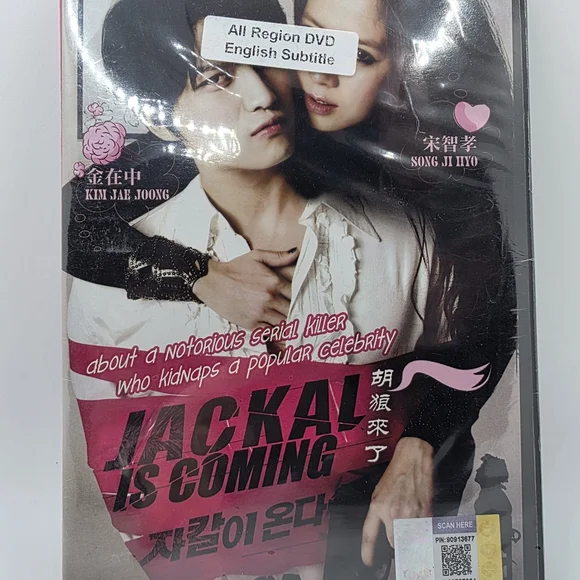 All Region DVD
English Subtitle
金在中
KIM JAE JOONG
宋智孝
SONG JI HYO
about a notorious serial killer
who kidnaps a popular celebrity
JACKAL
IS COMING
胡狼來了
자칼이 온다
SCAN HERE
PIN:90913677